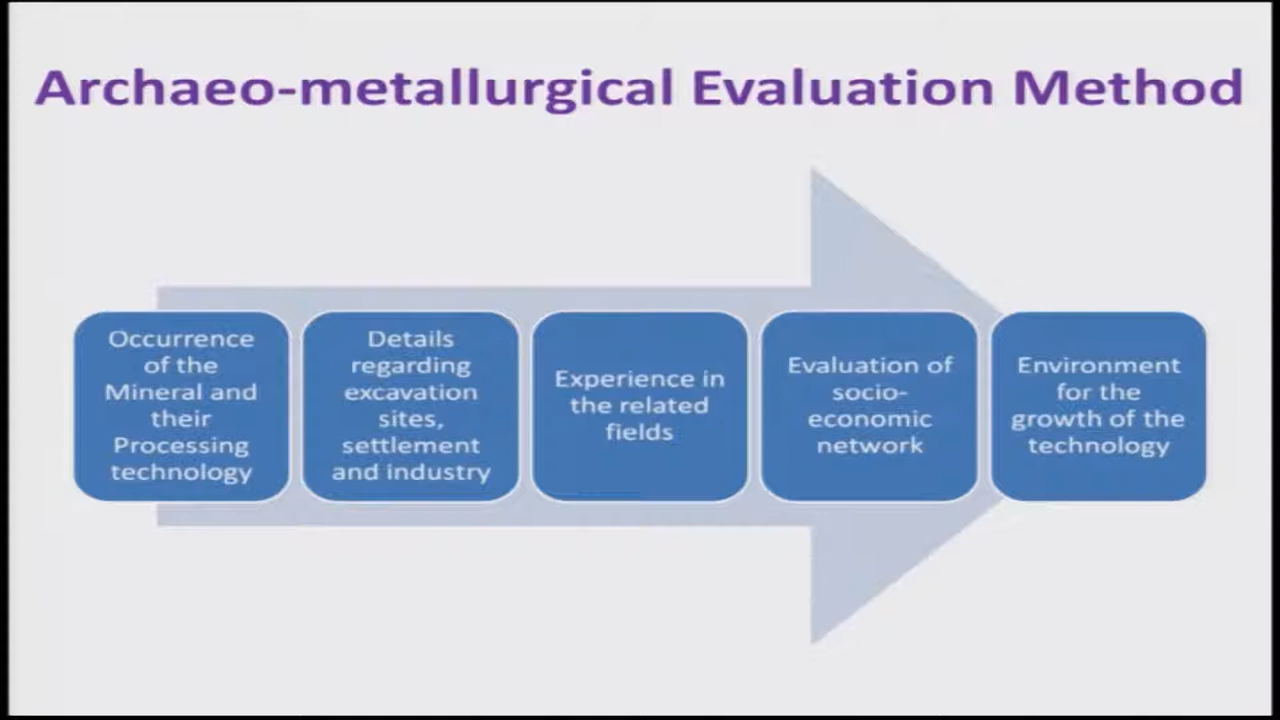 Archaeo-metallurgical Evaluation Method
Occurrence
of the
Mineral and
their
Processing
technology
Details
regarding
excavation
sites,
settlement
and industry
Experience in
the related
fields
Evaluation of
socio-
economic
network
Environment
for the
growth of the
technology